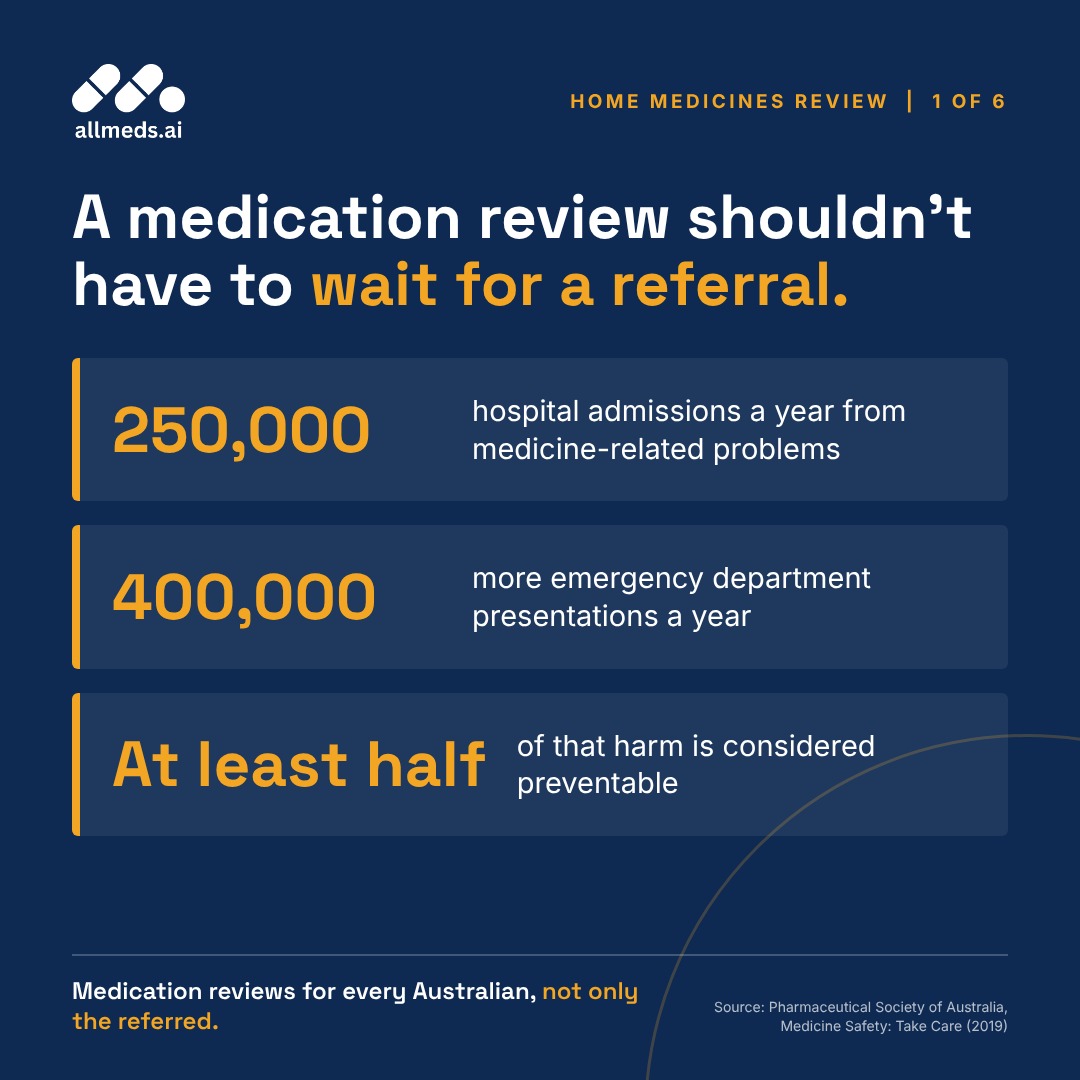 allmeds.ai
HOME MEDICINES REVIEW | 1 OF 6
A medication review shouldn’t
have to wait for a referral.
250,000
hospital admissions a year from
medicine-related problems
400,000
more emergency department
presentations a year
At least half
of that harm is considered
preventable
Medication reviews for every Australian, not only
the referred.
Source: Pharmaceutical Society of Australia,
Medicine Safety: Take Care (2019)